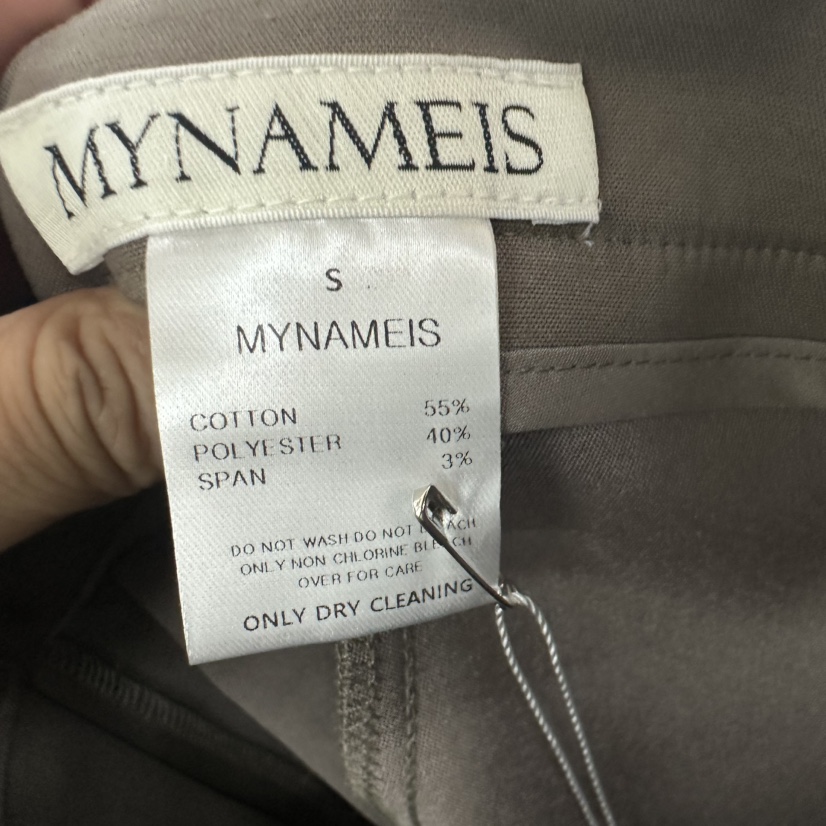 MYNAMEIS
S
MYNAMEIS
COTTON 55%
POLYESTER 40%
SPAN 3%
DO NOT WASH DO NOT
ONLY NON CHLORINE
OVER FOR CARE
ONLY DRY CLEANING